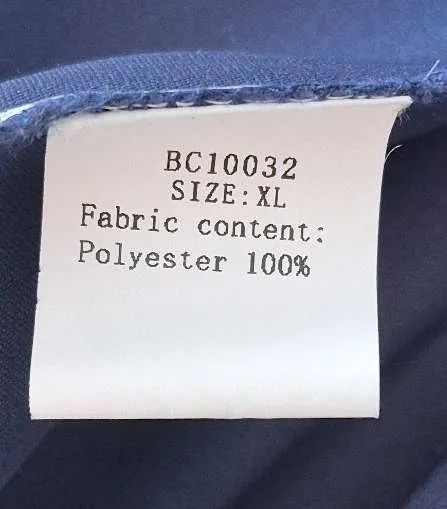 BC10032
SIZE:XL
Fabric content:
Polyester 100%